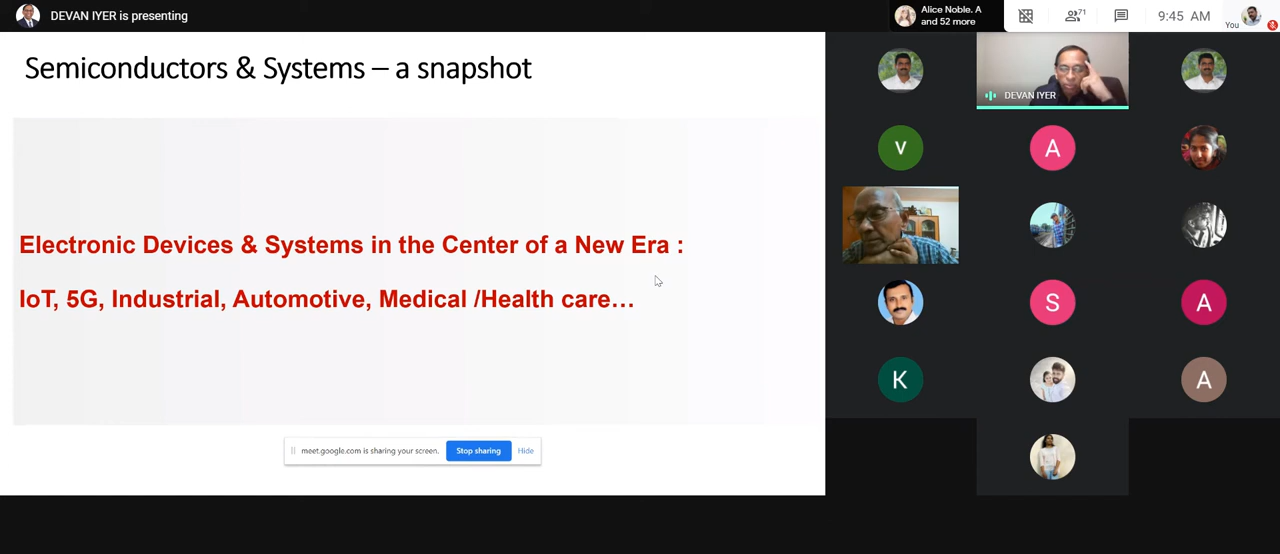 DEVAN IYER is presenting
Alice Noble. A
and 52 more
71
9:45 AM
You
Semiconductors & Systems – a snapshot
Electronic Devices & Systems in the Center of a New Era :
IoT, 5G, Industrial, Automotive, Medical /Health care…
meet.google.com is sharing your screen.
Stop sharing
Hide
DEVAN IYER
V
A
S
A
K
A